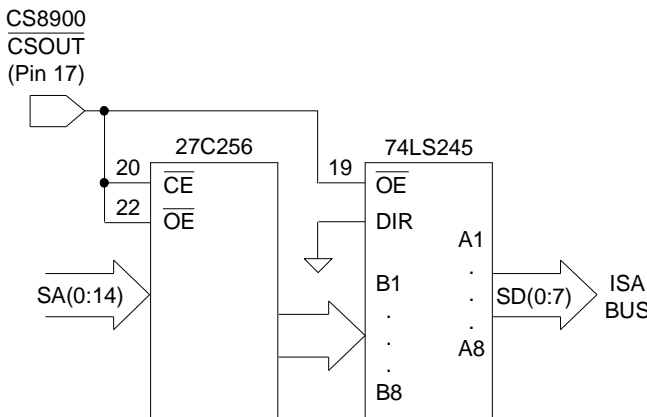 CS8900
CSOUT
(Pin 17)
27C256
74LS245
20
CE
19
OE
22
OE
DIR
A1
.
.
.
A8
SA(0:14)
B1
.
.
.
B8
SD(0:7)
ISA
BUS